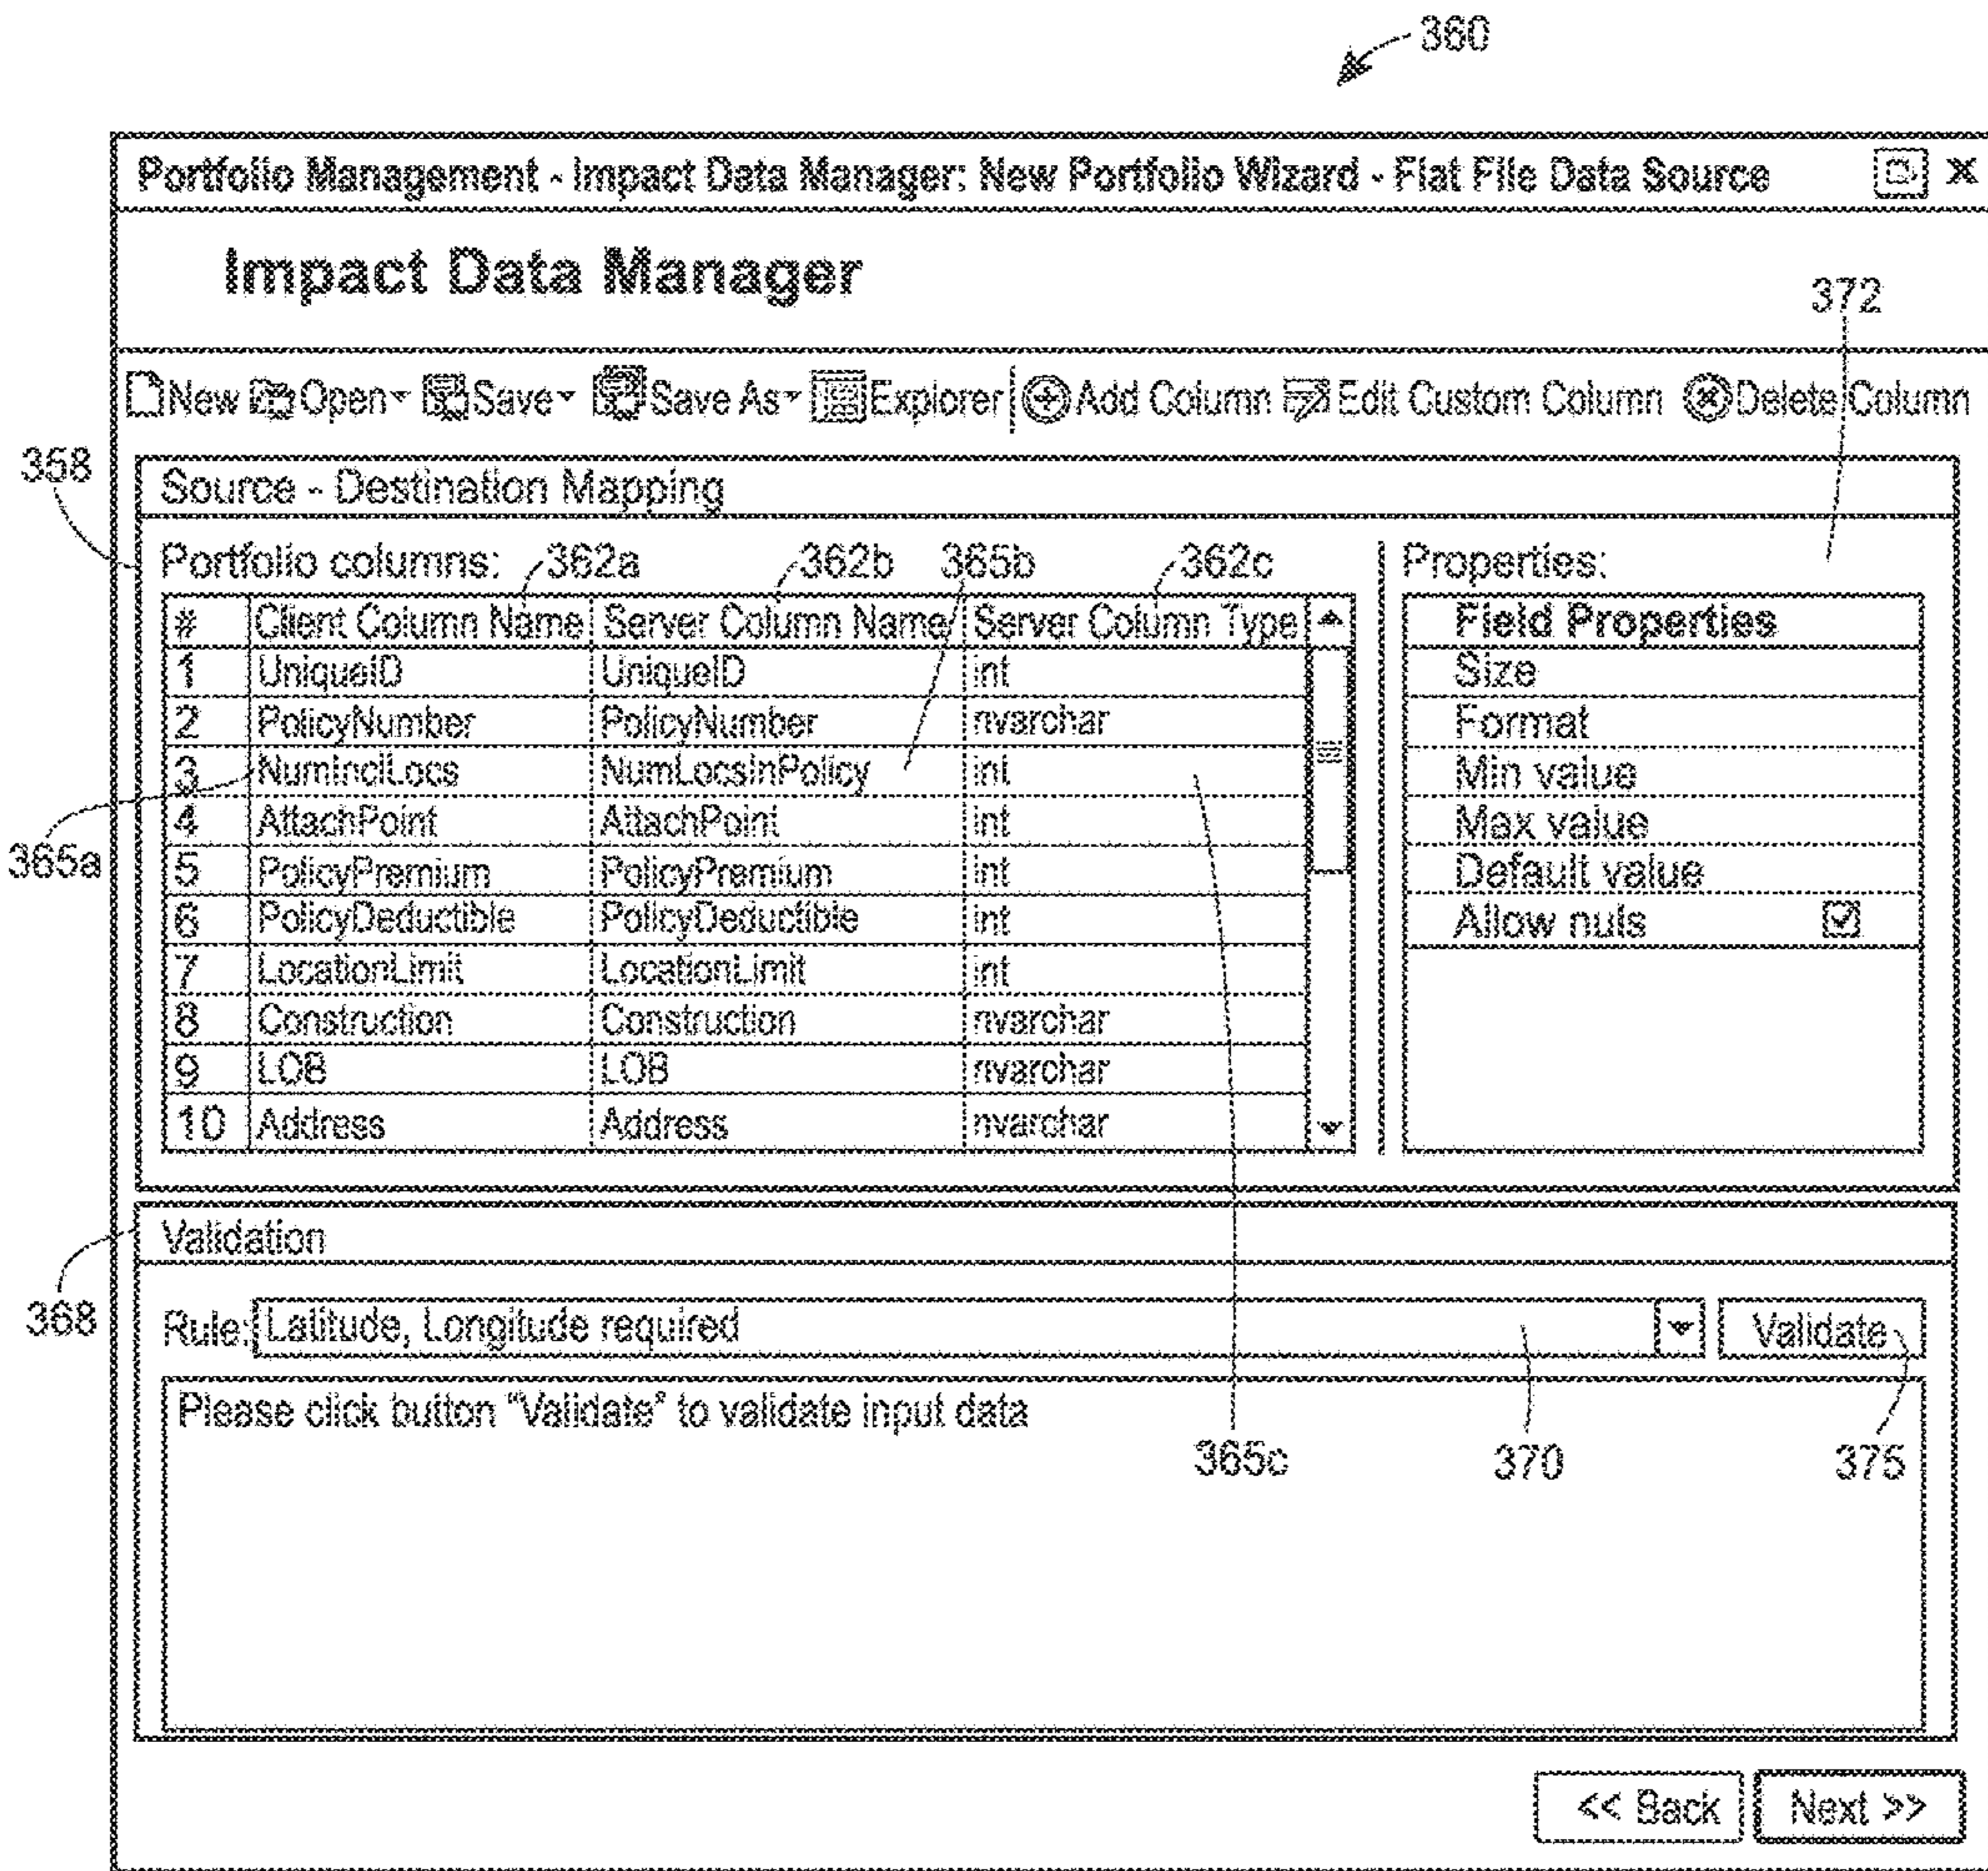 360
Portfolio Management - Impact Data Manager: New Portfolio Wizard - Flat File Data Source X
Impact Data Manager
372
New Open Save Save As Explorer Add Column Edit Custom Column Delete Column
358
Source - Destination Mapping
Portfolio columns: 362a 362b 365b 362c Properties:
# Client Column Name Server Column Name Server Column Type Field Properties
1 UniqueID UniqueID int Size
2 PolicyNumber PolicyNumber nvarchar Format
3 NumInclLocs NumLocsInPolicy int Min value
4 AttachPoint AttachPoint int Max value
365a
5 PolicyPremium PolicyPremium int Default value
6 PolicyDeductible PolicyDeductible int Allow nuls
7 LocationLimit LocationLimit int
8 Construction Construction nvarchar
9 LOB LOB nvarchar
10 Address Address nvarchar
Validation
368
Rule: Latitude, Longitude required Validate
Please click button "Validate" to validate input data
365c 370 375
<< Back Next >>